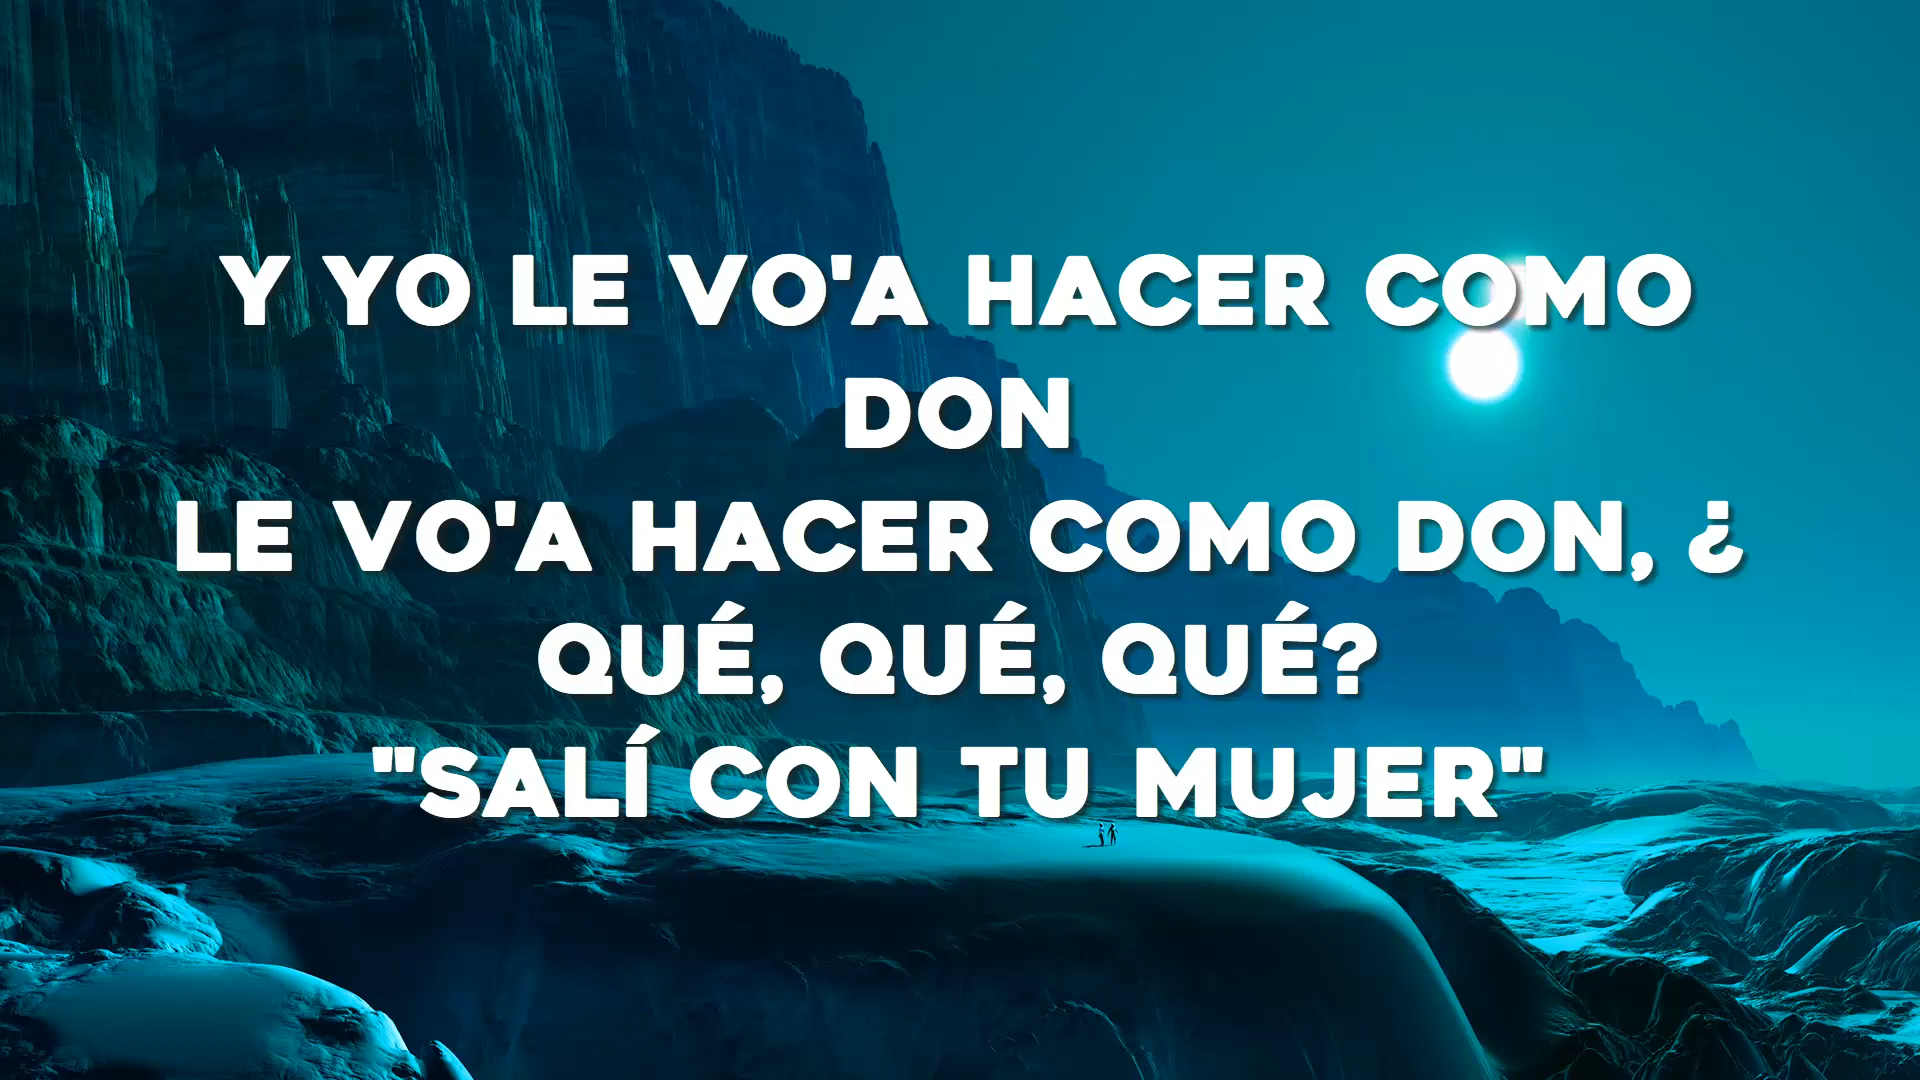 Y YO LE VO'A HACER COMO
DON
LE VO'A HACER COMO DON, ¿
QUÉ, QUÉ, QUÉ?
"SALÍ CON TU MUJER"